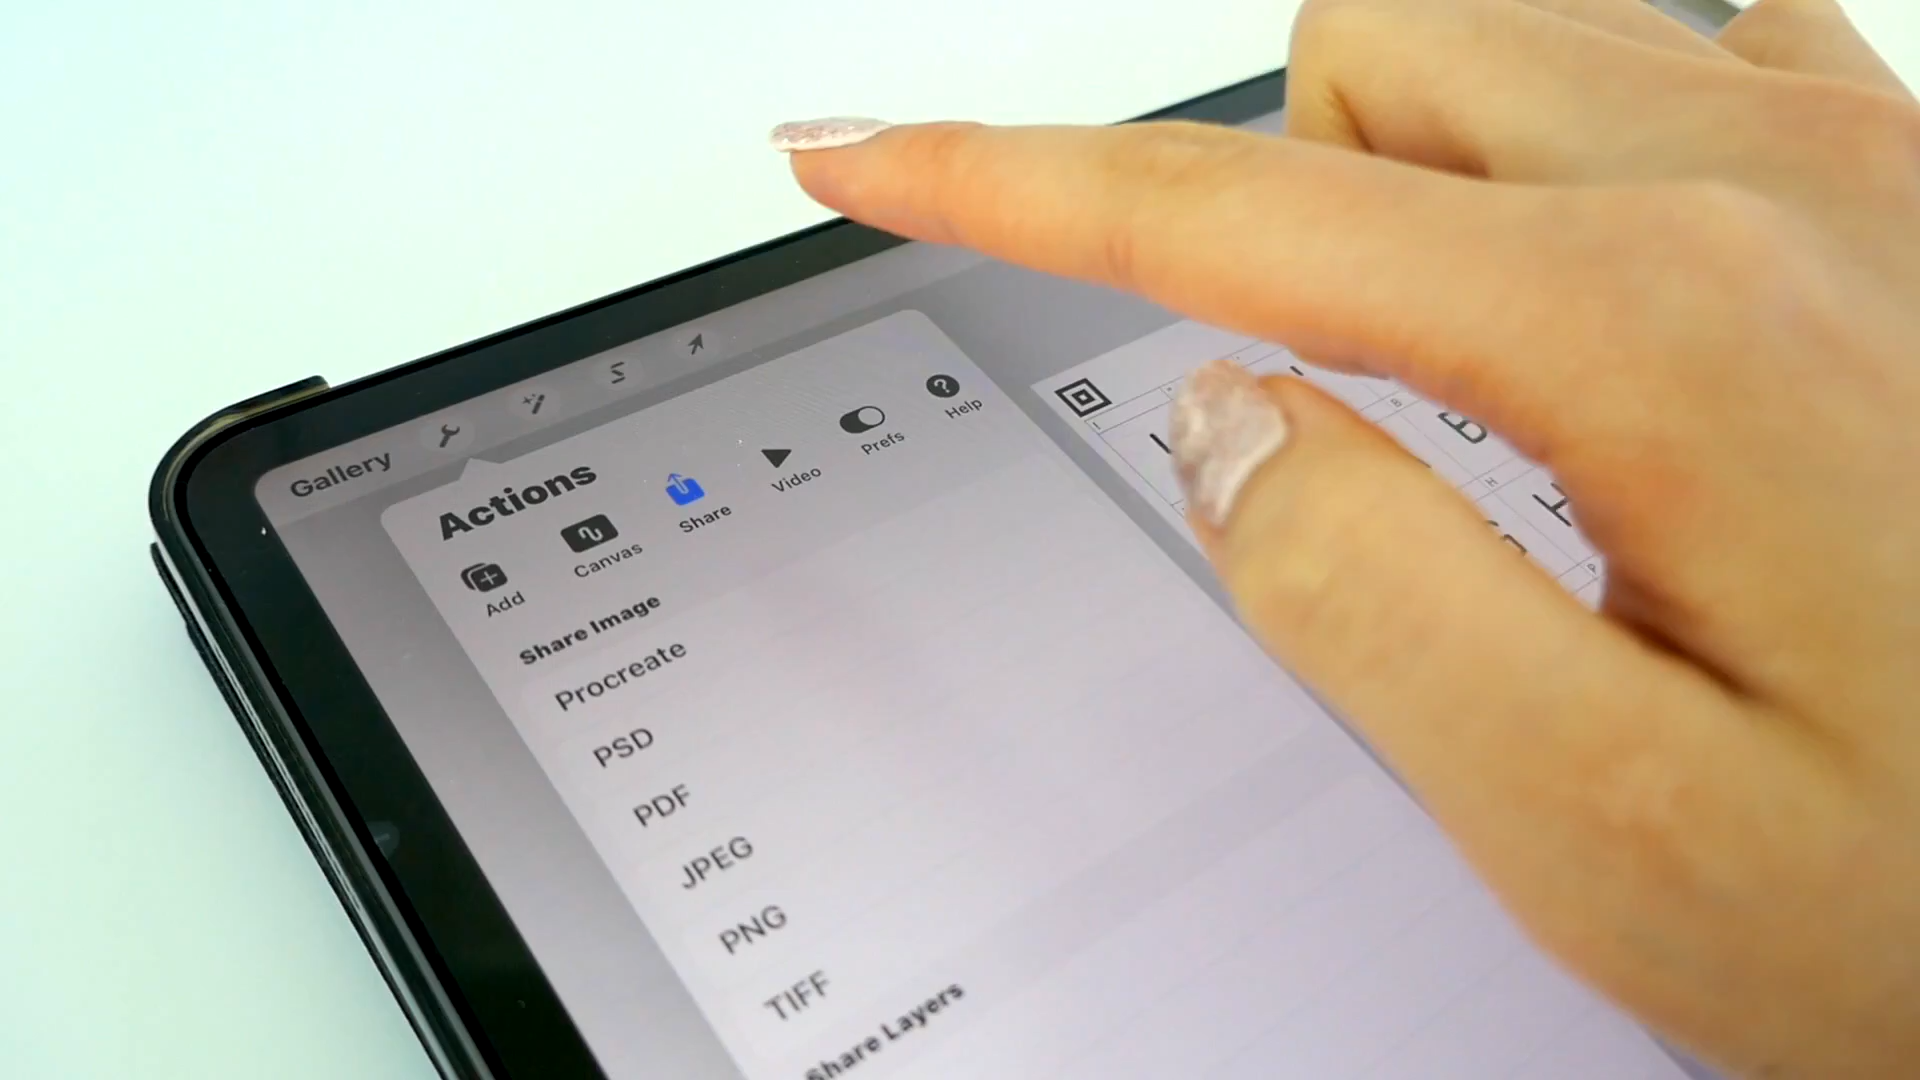 Gallery
Actions
Add
Canvas
Share
Video
Prefs
Help
Share Image
Procreate
PSD
PDF
JPEG
PNG
TIFF
Share Layers
B
H
H
P